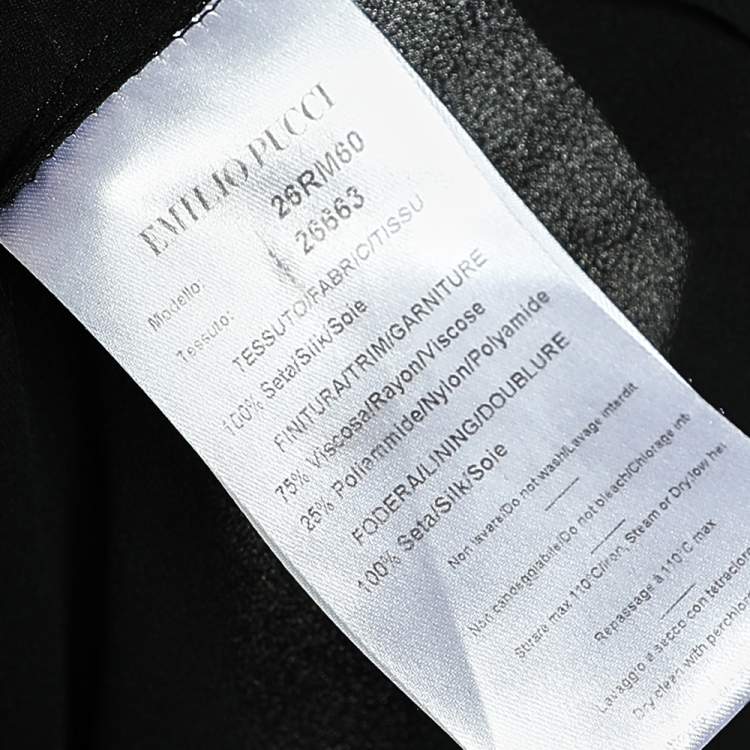 EMILIO PUCCI
Modello: 26RM60
Tessuto: 26663
TESSUTO/FABRIC/TISSU
100% Seta/Silk/Soie
FINITURA/TRIM/GARNITURE
75% Viscosa/Rayon/Viscose
25% Poliammide/Nylon/Polyamide
FODERA/LINING/DOUBLURE
100% Seta/Silk/Soie
Non lavare/Do not wash/Lavage interdit
Non candeggiabile/Do not bleach/Chlorage int
Stirare max 110°C/Iron, Steam or Dry low he
Repassage à 110°C max
Lavaggio a secco con tetraclor
Dry clean with perchlo